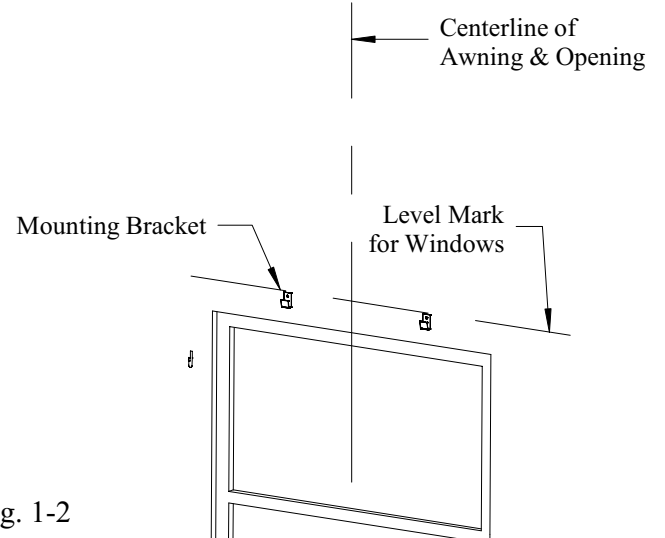 Centerline of
Awning & Opening
Mounting Bracket
Level Mark
for Windows
g. 1-2